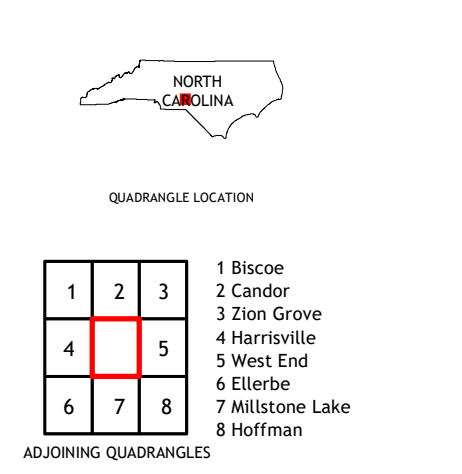 NORTH
CAROLINA
QUADRANGLE LOCATION
1 2 3
4 5
6 7 8
1 Biscoe
2 Candor
3 Zion Grove
4 Harrisville
5 West End
6 Ellerbe
7 Millstone Lake
8 Hoffman
ADJOINING QUADRANGLES